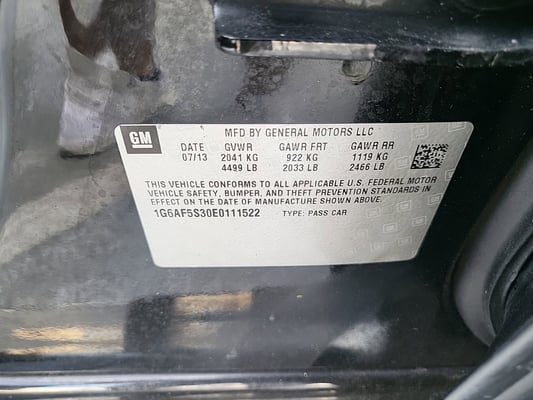 GM
MFD BY GENERAL MOTORS LLC
DATE GVWR GAWR FRT GAWR RR
07/13 2041 KG 922 KG 1119 KG
4499 LB 2033 LB 2466 LB
THIS VEHICLE CONFORMS TO ALL APPLICABLE U.S. FEDERAL MOTOR
VEHICLE SAFETY, BUMPER, AND THEFT PREVENTION STANDARDS IN
EFFECT ON THE DATE OF MANUFACTURE SHOWN ABOVE.
1G6AF5S30E0111522 TYPE: PASS CAR